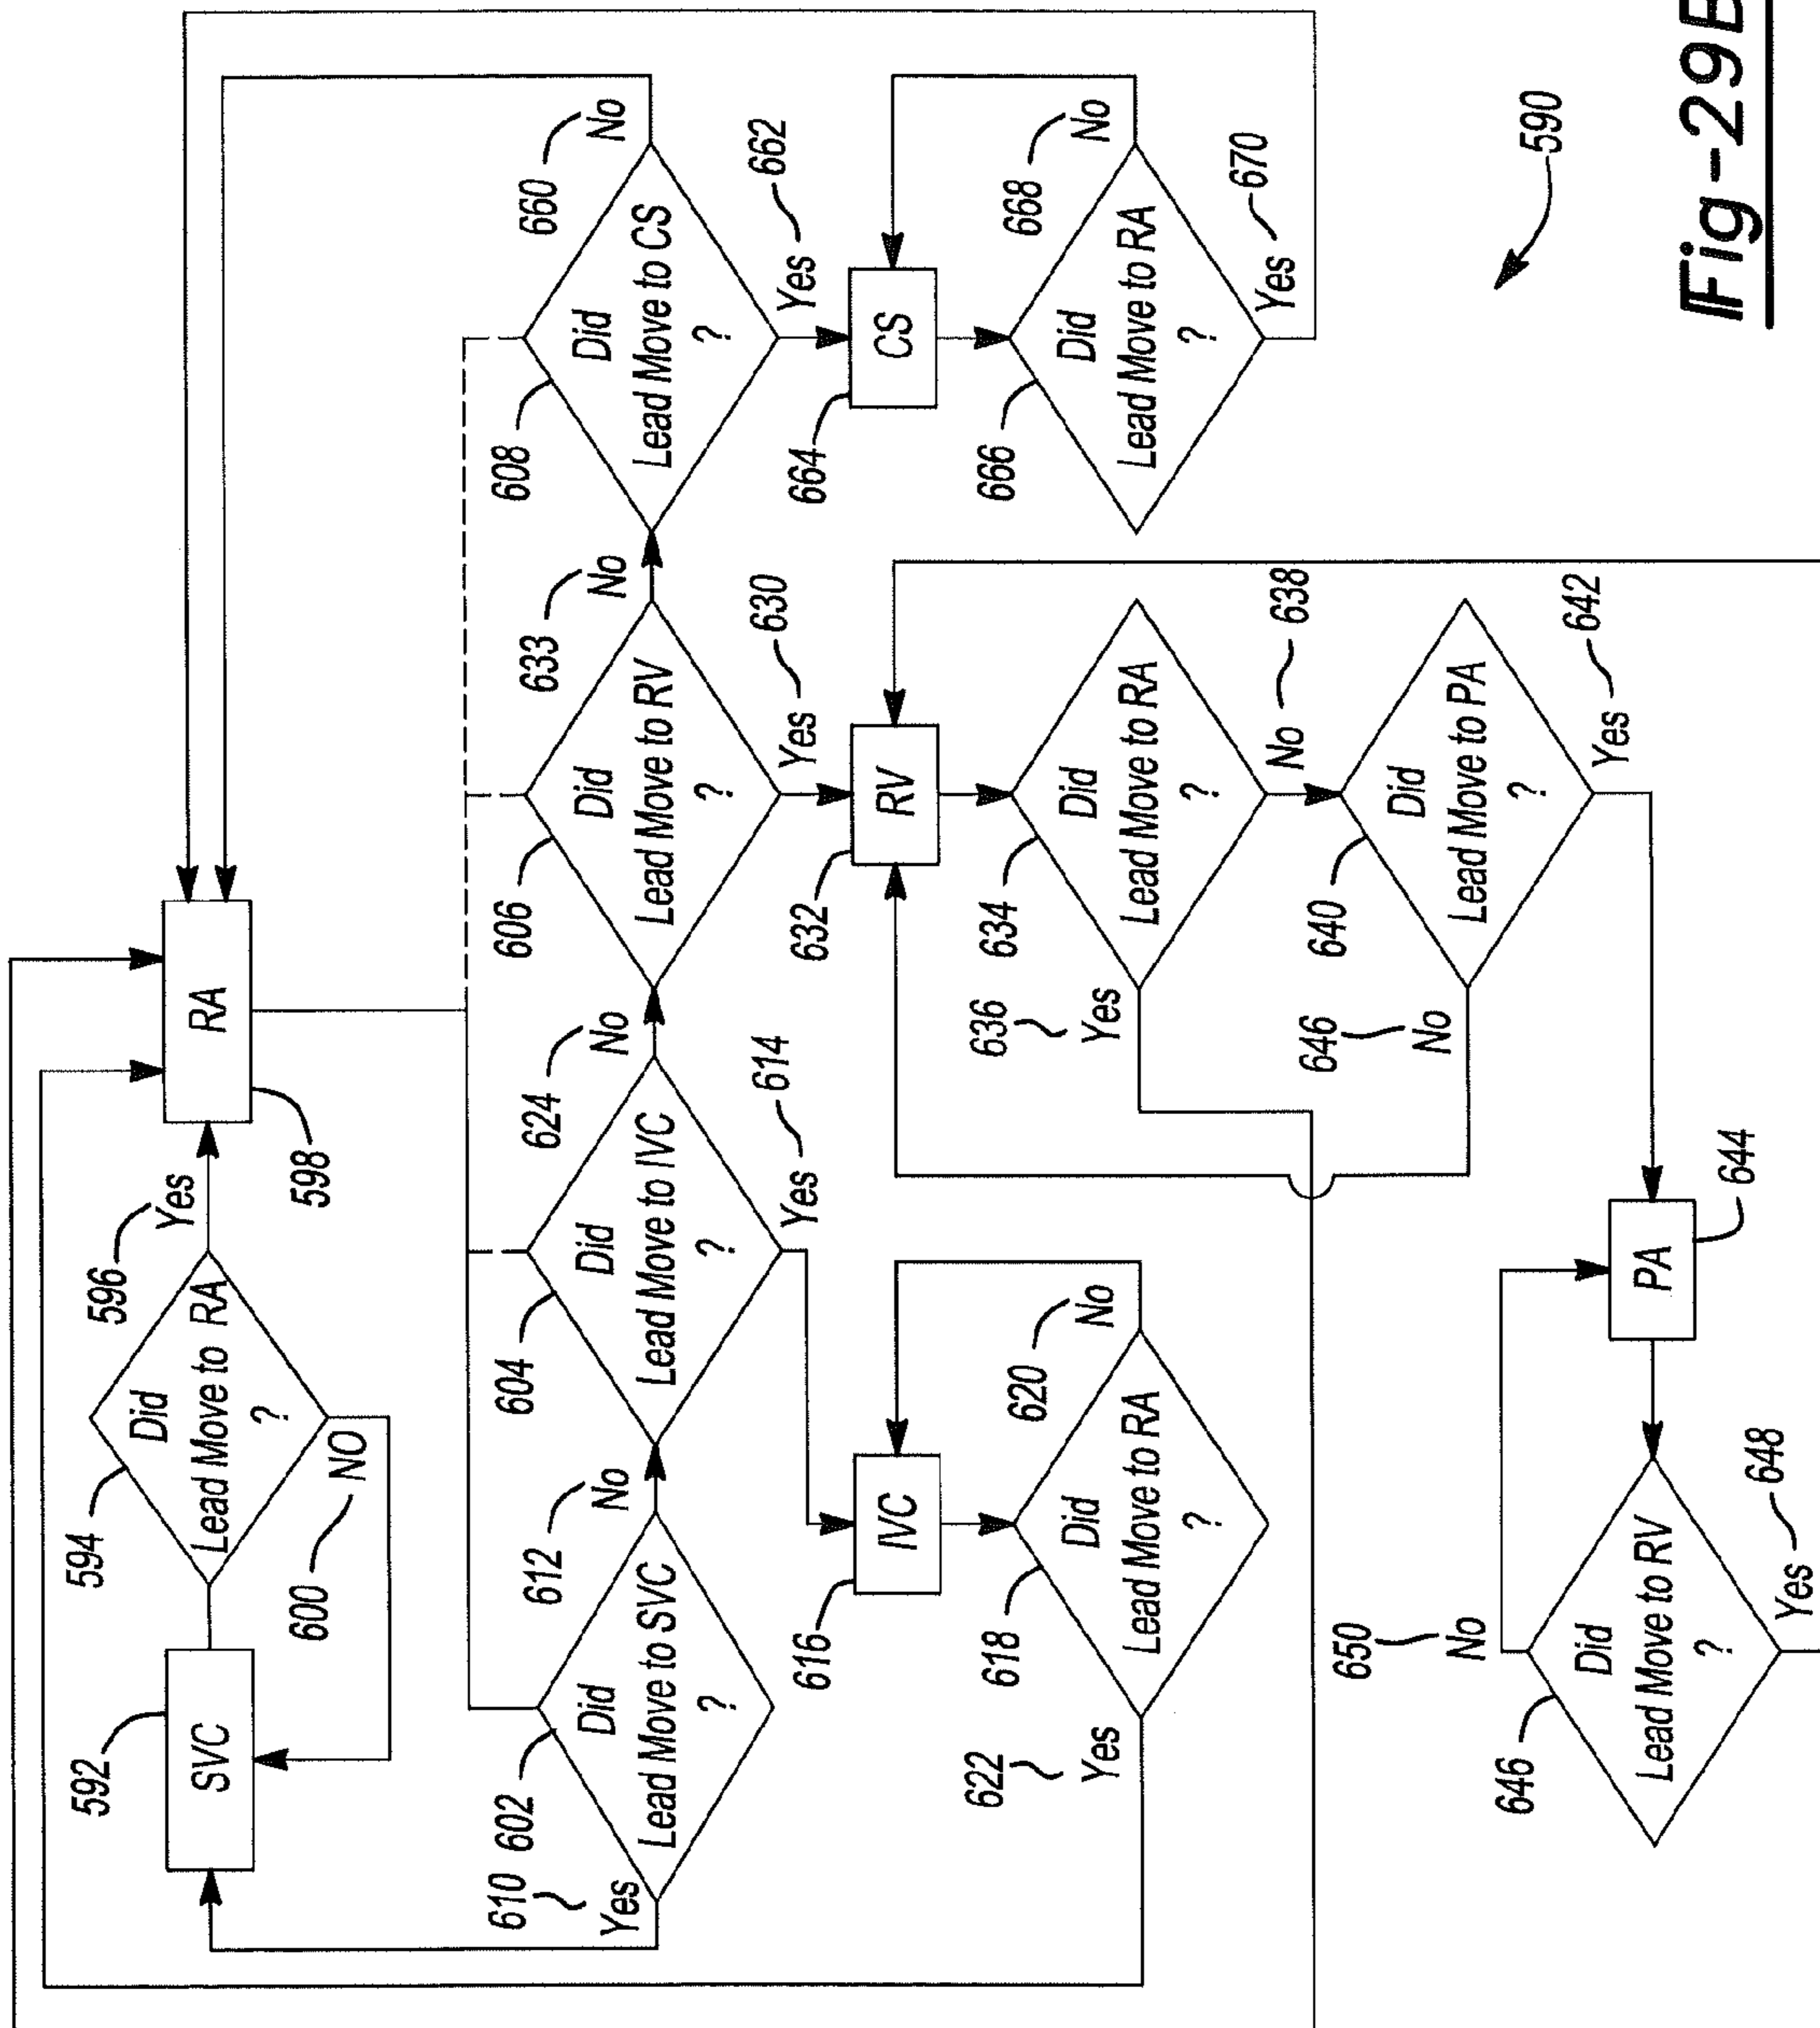 592
SVC
594
Did
Lead Move to RA
?
596
Yes
RA
598
600
NO
610
Yes
602
Did
Lead Move to SVC
?
612
No
604
Did
Lead Move to IVC
?
624
No
606
Did
Lead Move to RV
?
633
No
608
Did
Lead Move to CS
?
660
No
614
Yes
630
Yes
662
Yes
616
IVC
632
RV
664
CS
622
Yes
618
Did
Lead Move to RA
?
620
No
636
Yes
634
Did
Lead Move to RA
?
638
No
666
Did
Lead Move to RA
?
668
No
670
Yes
646
No
640
Did
Lead Move to PA
?
642
Yes
650
No
646
Did
Lead Move to RV
?
648
Yes
PA
644
590
Fig-29B